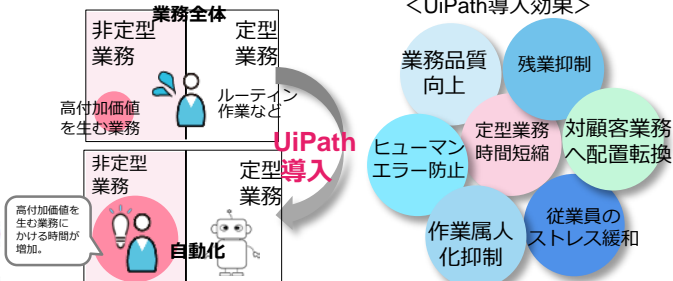 業務全体
非定型
業務
定型
業務
高付加価値
を生む業務
ルーティン
作業など
UiPath
導入
非定型
業務
定型
業務
高付加価値を
生む業務に
かける時間が
増加。
自動化
＜UiPath導入効果＞
業務品質
向上
残業抑制
定型業務
時間短縮
対顧客業務
へ配置転換
ヒューマン
エラー防止
作業属人
化抑制
従業員の
ストレス緩和